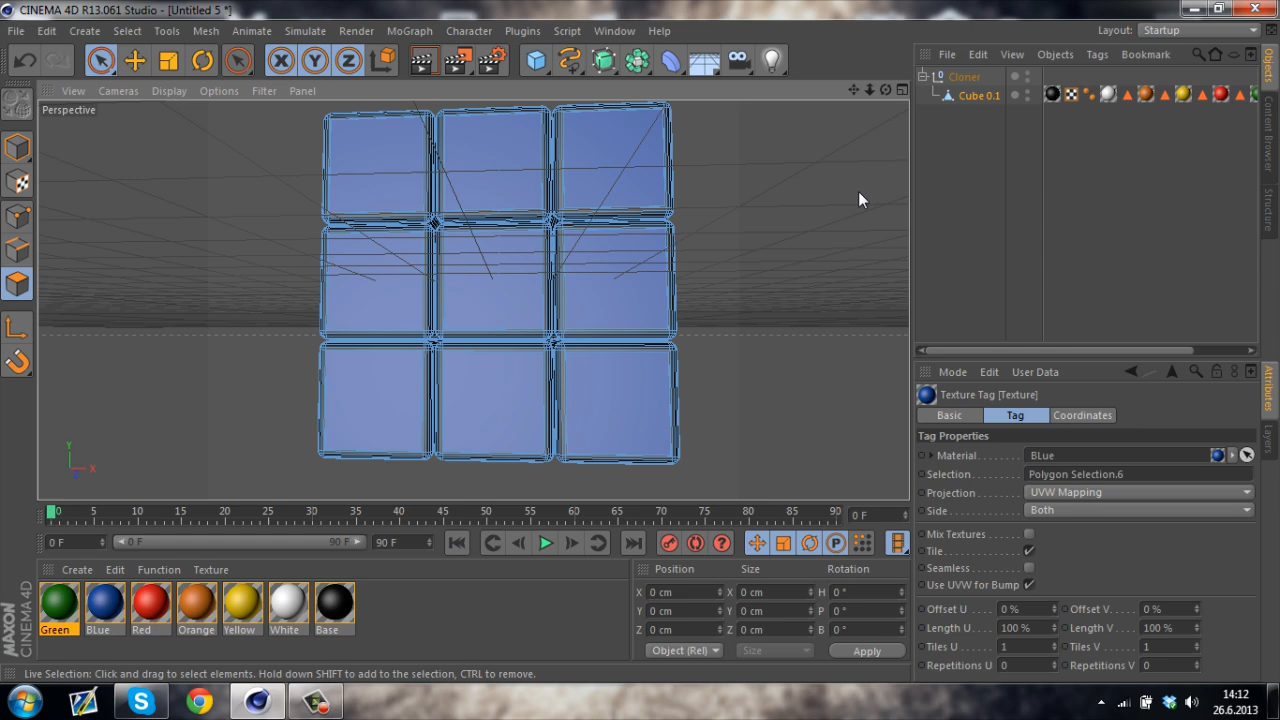 CINEMA 4D R13.061 Studio - [Untitled 5 *]
File Edit Create Select Tools Mesh Animate Simulate Render MoGraph Character Plugins Script Window Help
Layout: Startup
X Y Z
File Edit View Objects Tags Bookmark
View Cameras Display Options Filter Panel
Perspective
0 Cloner
Cube 0.1
Objects
Content Browser
Structure
Y
X
Mode Edit User Data
Texture Tag [Texture]
Basic Tag Coordinates
Tag Properties
Material BLue
Selection Polygon Selection.6
Projection UVW Mapping
Side Both
Mix Textures
Tile
Seamless
Use UVW for Bump
Offset U 0 % Offset V 0 %
Length U 100 % Length V 100 %
Tiles U 1 Tiles V 1
Repetitions U 0 Repetitions V 0
Attributes
Layers
0 5 10 15 20 25 30 35 40 45 50 55 60 65 70 75 80 85 90 0 F
0 F 0 F 90 F 90 F
P
Create Edit Function Texture
Green BLue Red Orange Yellow White Base
Position Size Rotation
X 0 cm X 0 cm H 0 °
Y 0 cm Y 0 cm P 0 °
Z 0 cm Z 0 cm B 0 °
Object (Rel) Size Apply
MAXON
CINEMA 4D
Live Selection: Click and drag to select elements. Hold down SHIFT to add to the selection, CTRL to remove.
14:12
26.6.2013